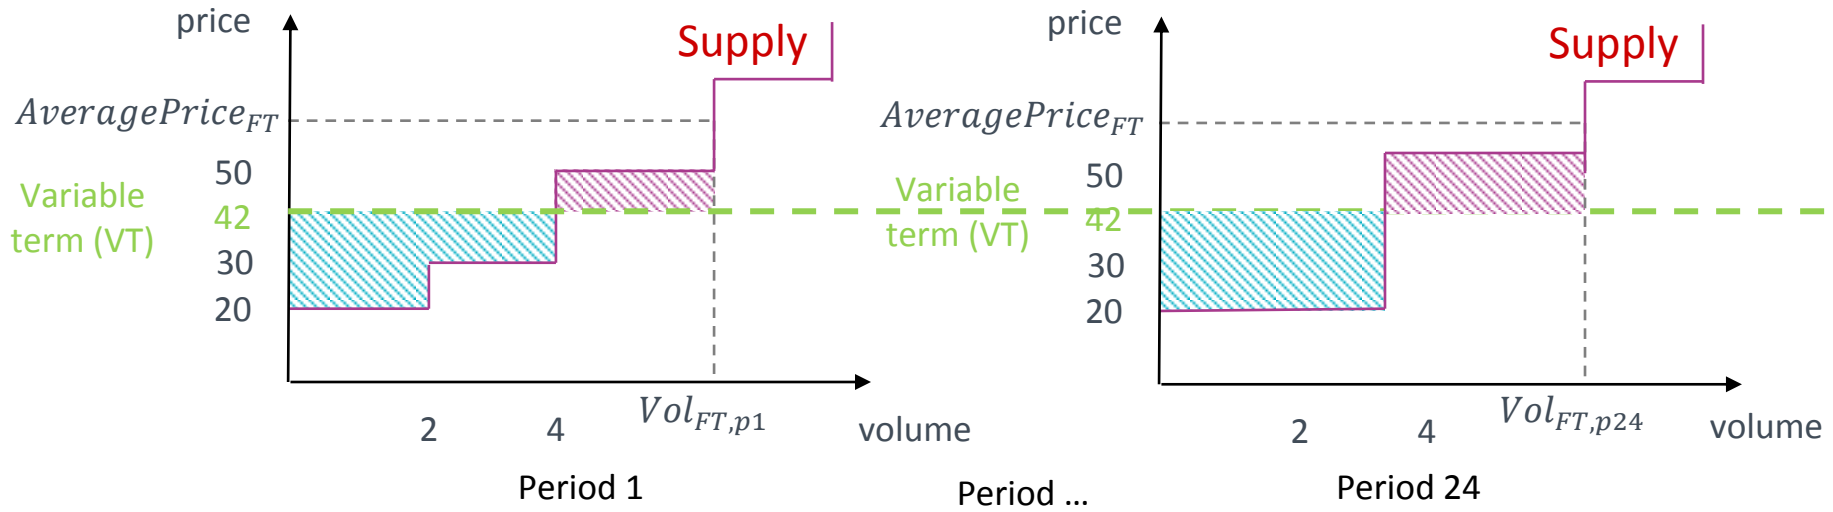 price
Supply
AveragePrice_FT
50
Variable
term (VT)
42
30
20
2
4
Vol_FT,p1
volume
Period 1
Period ...
price
Supply
AveragePrice_FT
50
Variable
term (VT)
42
30
20
2
4
Vol_FT,p24
volume
Period 24